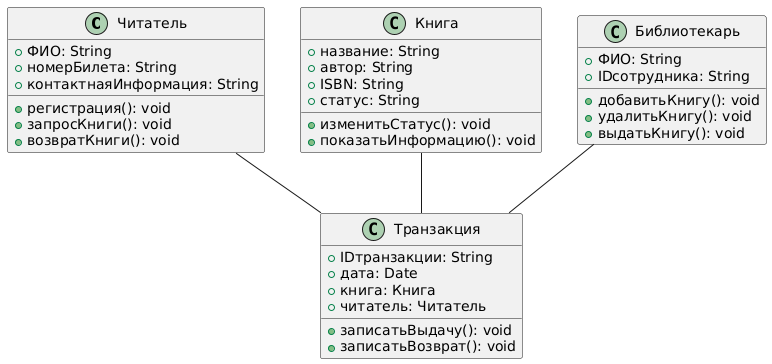 Читатель
+ ФИО: String
+ номерБилета: String
+ контактнаяИнформация: String
+ регистрация(): void
+ запросКниги(): void
+ возвратКниги(): void
Книга
название: String
автор: String
ISBN: String
статус: String
изменитьСтатус(): void
показатьИнформацию(): void
Библиотекарь
ФИО: String
IDсотрудника: String
добавитьКнигу(): void
удалитьКнигу(): void
выдатьКнигу(): void
Транзакция
IDтранзакции: String
дата: Date
книга: Книга
читатель: Читатель
записатьВыдачу(): void
записатьВозврат(): void